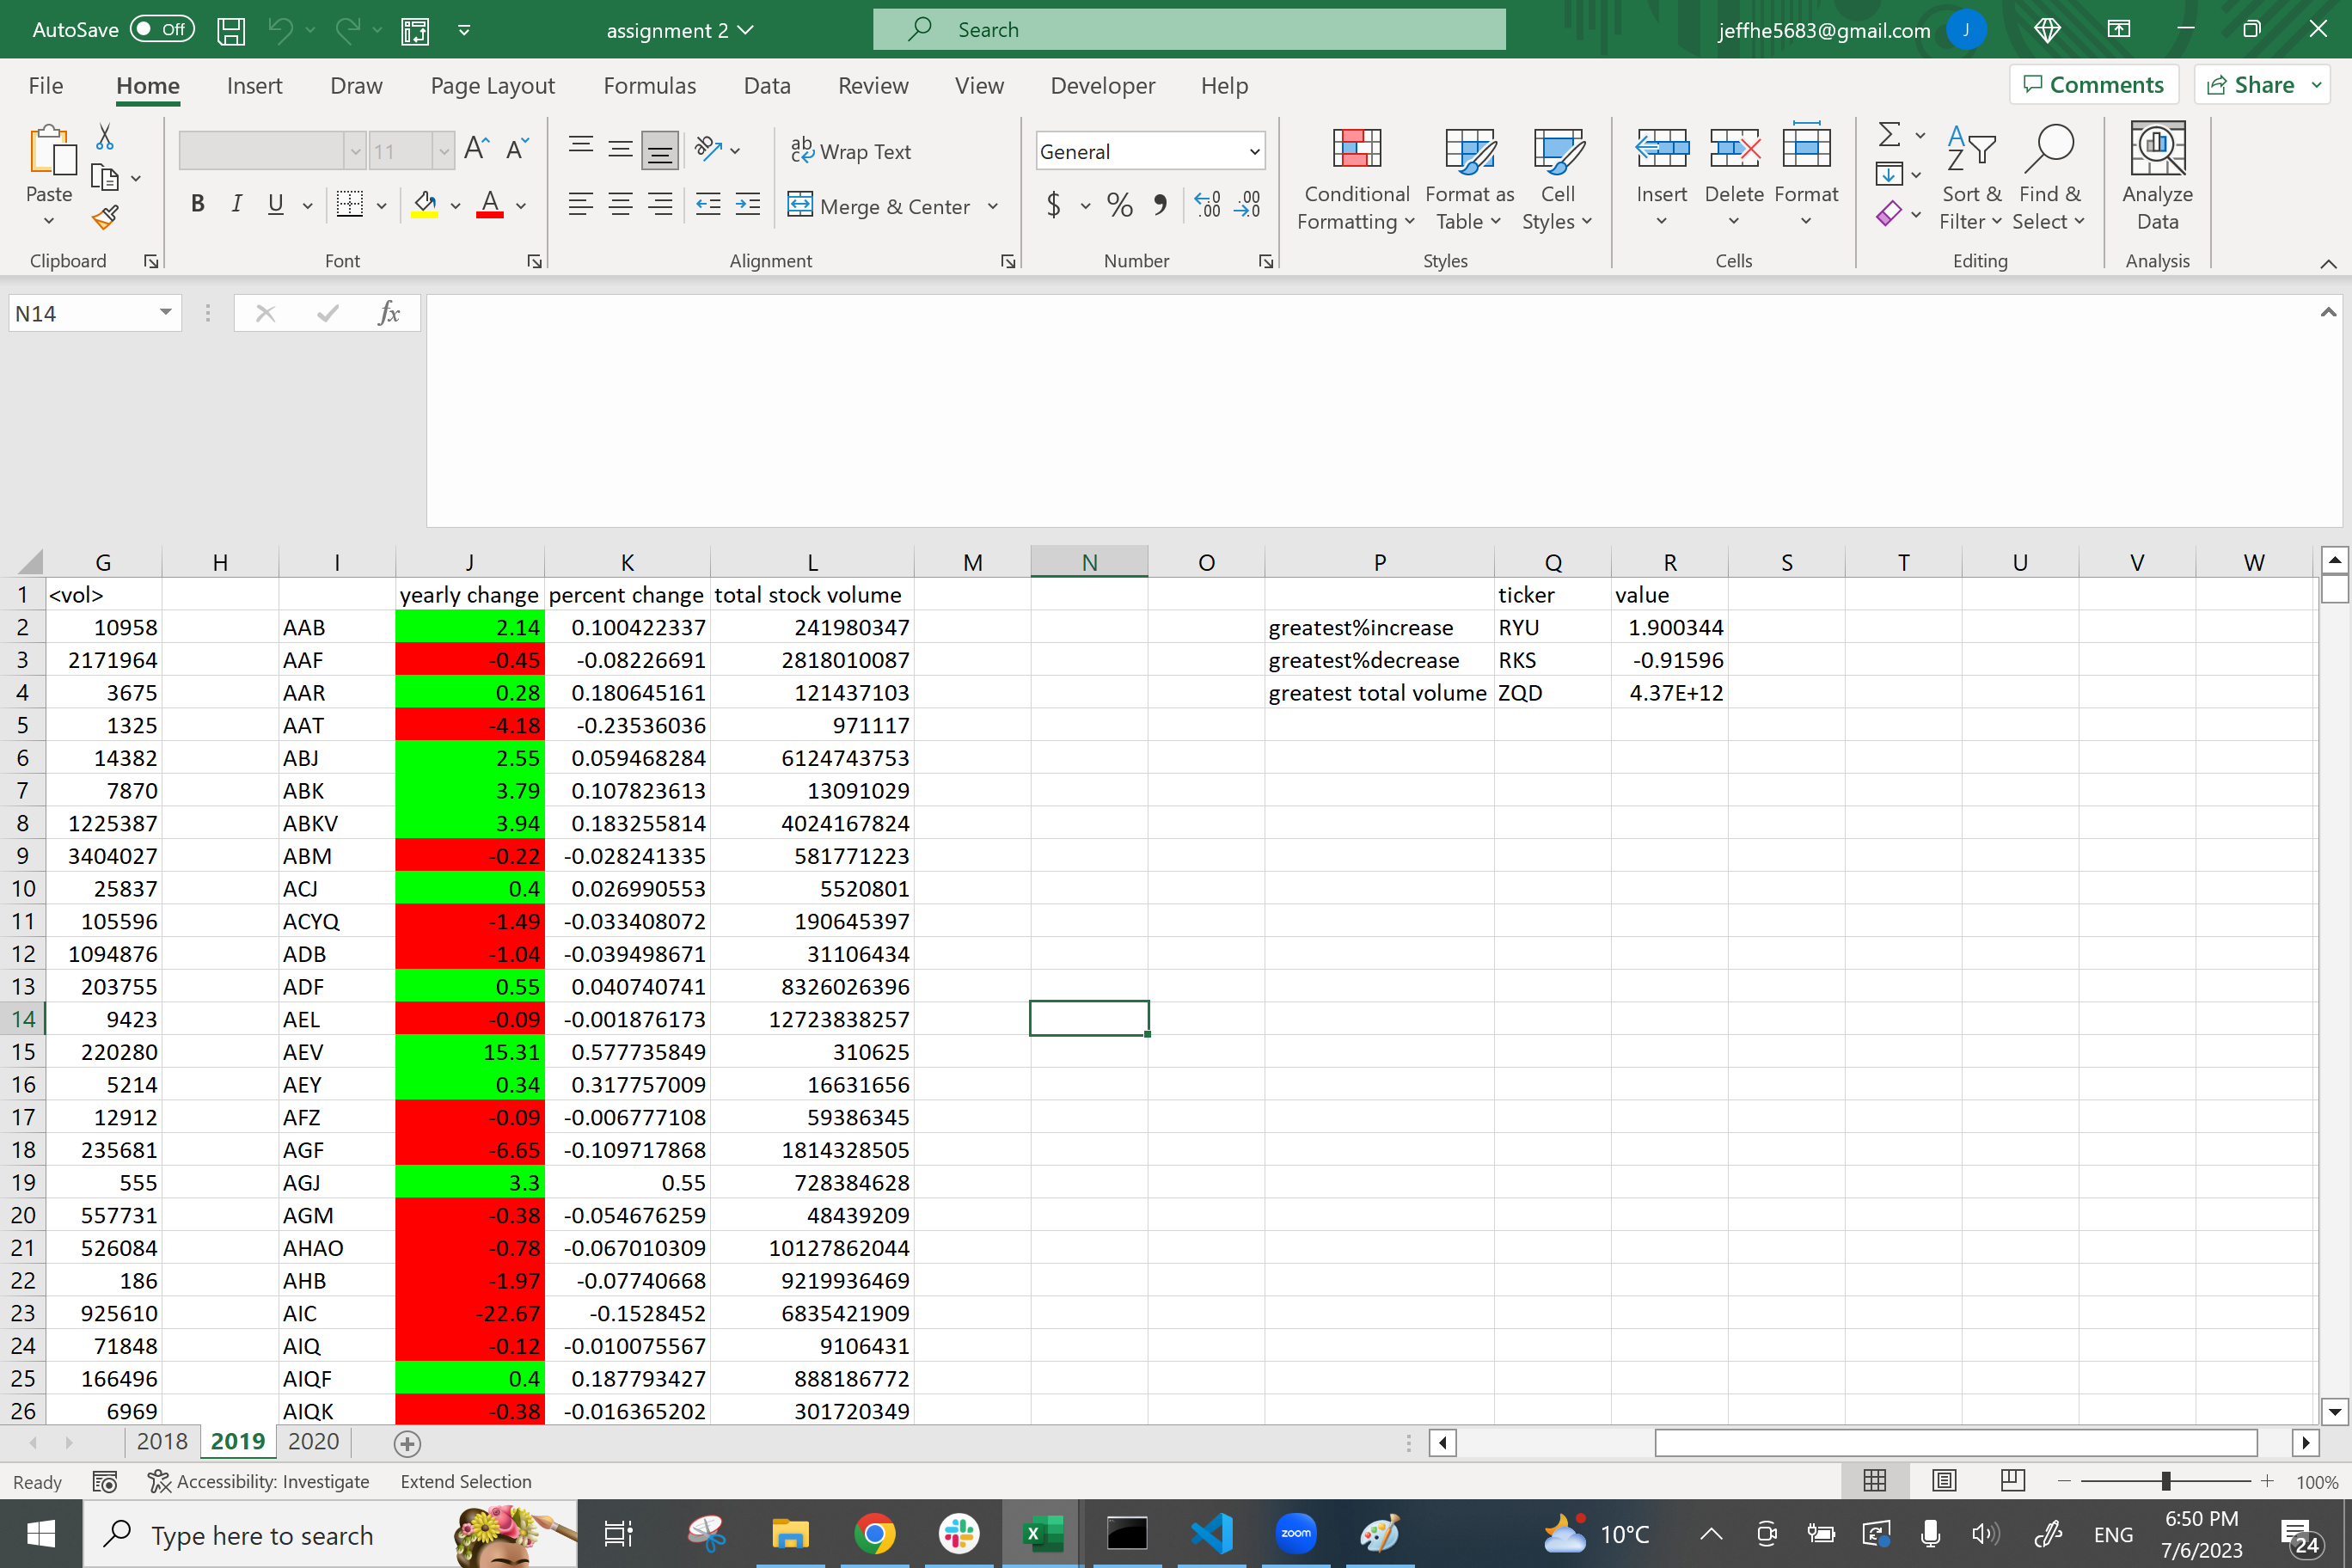 AutoSave Off assignment 2 Search jeffhe5683@gmail.com J
File Home Insert Draw Page Layout Formulas Data Review View Developer Help Comments Share
Paste 11 A A ab Wrap Text General Conditional Formatting Format as Table Cell Styles Insert Delete Format Sort & Filter Find & Select Analyze Data
B I U A Merge & Center $ % 9 .00 .00
Clipboard Font Alignment Number Styles Cells Editing Analysis
N14 fx
G H I J K L M N O P Q R S T U V W
1 <vol> yearly change percent change total stock volume ticker value
2 10958 AAB 2.14 0.100422337 241980347 greatest%increase RYU 1.900344
3 2171964 AAF -0.45 -0.08226691 2818010087 greatest%decrease RKS -0.91596
4 3675 AAR 0.28 0.180645161 121437103 greatest total volume ZQD 4.37E+12
5 1325 AAT -4.18 -0.23536036 971117
6 14382 ABJ 2.55 0.059468284 6124743753
7 7870 ABK 3.79 0.107823613 13091029
8 1225387 ABKV 3.94 0.183255814 4024167824
9 3404027 ABM -0.22 -0.028241335 581771223
10 25837 ACJ 0.4 0.026990553 5520801
11 105596 ACYQ -1.49 -0.033408072 190645397
12 1094876 ADB -1.04 -0.039498671 31106434
13 203755 ADF 0.55 0.040740741 8326026396
14 9423 AEL -0.09 -0.001876173 12723838257
15 220280 AEV 15.31 0.577735849 310625
16 5214 AEY 0.34 0.317757009 16631656
17 12912 AFZ -0.09 -0.006777108 59386345
18 235681 AGF -6.65 -0.109717868 1814328505
19 555 AGJ 3.3 0.55 728384628
20 557731 AGM -0.38 -0.054676259 48439209
21 526084 AHAO -0.78 -0.067010309 10127862044
22 186 AHB -1.97 -0.07740668 9219936469
23 925610 AIC -22.67 -0.1528452 6835421909
24 71848 AIQ -0.12 -0.010075567 9106431
25 166496 AIQF 0.4 0.187793427 888186772
26 6969 AIQK -0.38 -0.016365202 301720349
2018 2019 2020
Ready Accessibility: Investigate Extend Selection 100%
Type here to search zoom 10°C ENG 6:50 PM 24
7/6/2023